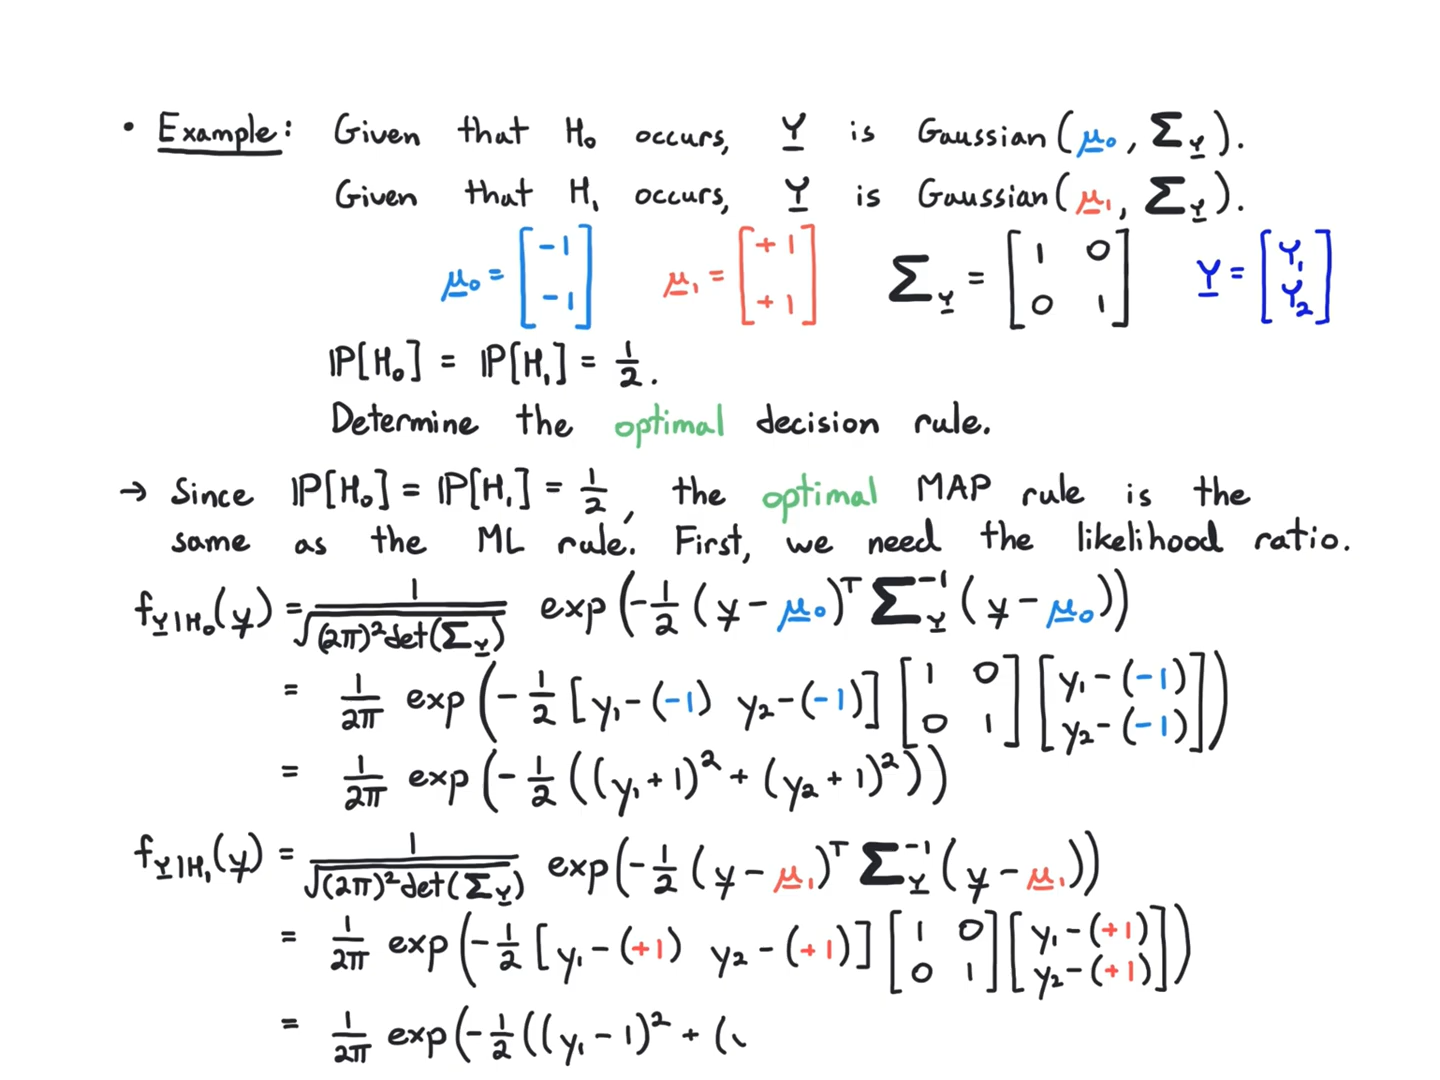 • Example: Given that H₀ occurs, Y is Gaussian(μ₀, Σ_Y).
Given that H₁ occurs, Y is Gaussian(μ₁, Σ_Y).
μ₀ = [-1 -1] μ₁ = [+1 +1] Σ_Y = [1 0 0 1] Y = [Y₁ Y₂]
ℙ[H₀] = ℙ[H₁] = 1/2.
Determine the optimal decision rule.
→ Since ℙ[H₀] = ℙ[H₁] = 1/2, the optimal MAP rule is the
same as the ML rule. First, we need the likelihood ratio.
f_{Y|H₀}(y) = 1/√((2π)² det(Σ_Y)) exp(-1/2 (y - μ₀)ᵀ Σ_Y⁻¹ (y - μ₀))
= 1/2π exp(-1/2 [y₁-(-1) y₂-(-1)] [1 0 0 1] [y₁-(-1) y₂-(-1)])
= 1/2π exp(-1/2 ((y₁+1)² + (y₂+1)²))
f_{Y|H₁}(y) = 1/√((2π)² det(Σ_Y)) exp(-1/2 (y - μ₁)ᵀ Σ_Y⁻¹ (y - μ₁))
= 1/2π exp(-1/2 [y₁-(+1) y₂-(+1)] [1 0 0 1] [y₁-(+1) y₂-(+1)])
= 1/2π exp(-1/2 ((y₁-1)² + (